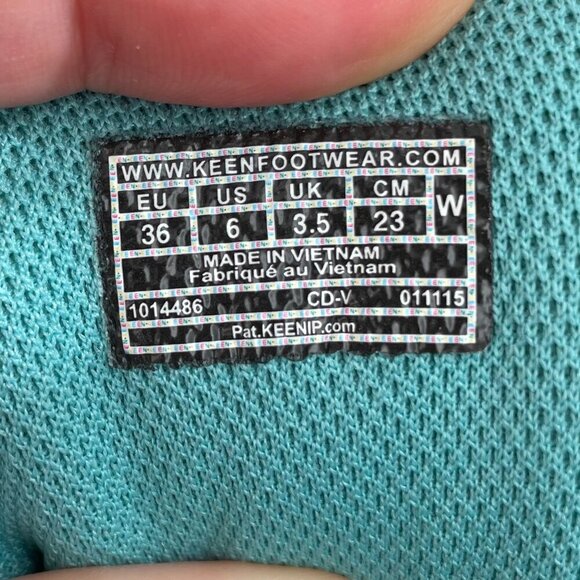 WWW.KEENFOOTWEAR.COM
EU US UK CM W
36 6 3.5 23
MADE IN VIETNAM
Fabriqué au Vietnam
1014486 CD-V 011115
Pat.KEENIP.com